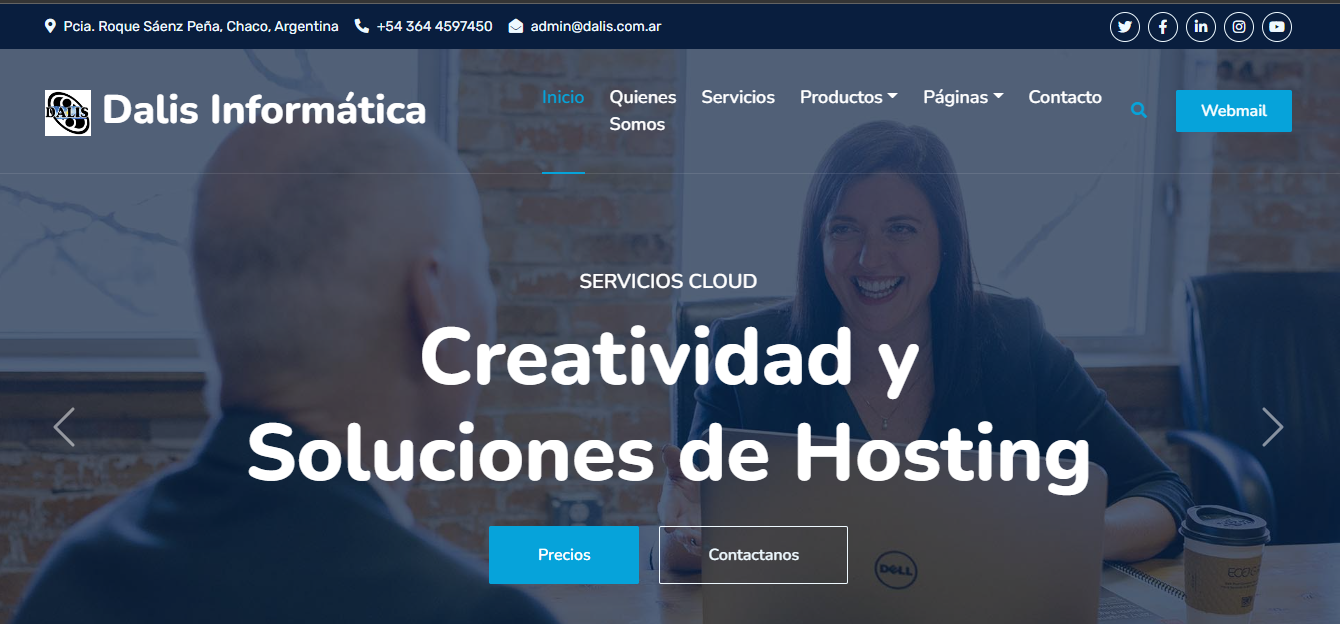 Pcia. Roque Sáenz Peña, Chaco, Argentina +54 364 4597450 admin@dalis.com.ar
DALIS Dalis Informática
Inicio Quienes Somos Servicios Productos Páginas Contacto
Webmail
SERVICIOS CLOUD
Creatividad y
Soluciones de Hosting
Precios Contactanos
DELL